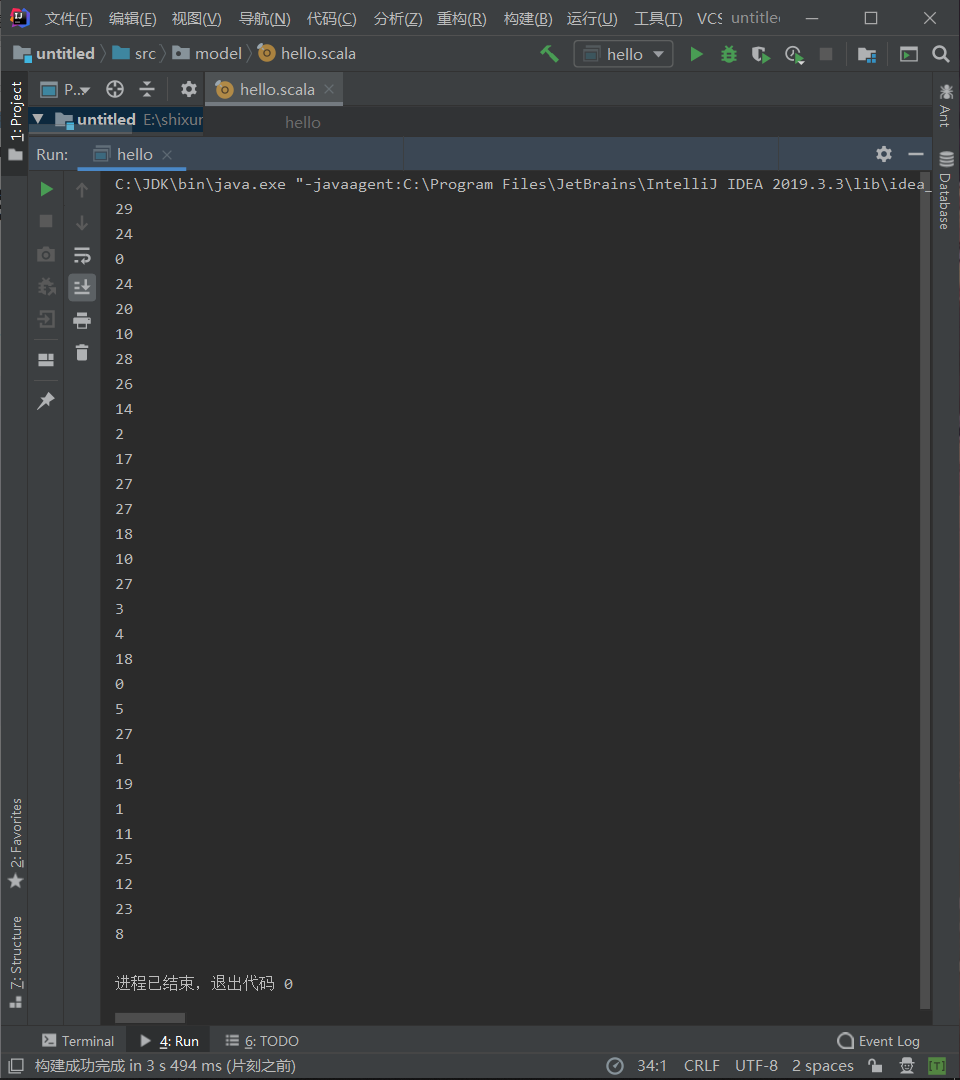 文件(F) 编辑(E) 视图(V) 导航(N) 代码(C) 分析(Z) 重构(R) 构建(B) 运行(U) 工具(T) VCS untitle
untitled src model hello.scala hello
1: Project P.. hello.scala Ant
untitled E:\shixun hello
Run: hello
Database
C:\JDK\bin\java.exe "-javaagent:C:\Program Files\JetBrains\IntelliJ IDEA 2019.3.3\lib\idea_
29
24
0
24
20
10
28
26
14
2
17
27
27
18
10
27
3
4
18
0
5
27
1
19
1
11
25
12
23
8
进程已结束，退出代码 0
2: Favorites
7: Structure
Terminal 4: Run 6: TODO Event Log
构建成功完成 in 3 s 494 ms (片刻之前) 34:1 CRLF UTF-8 2 spaces [T]